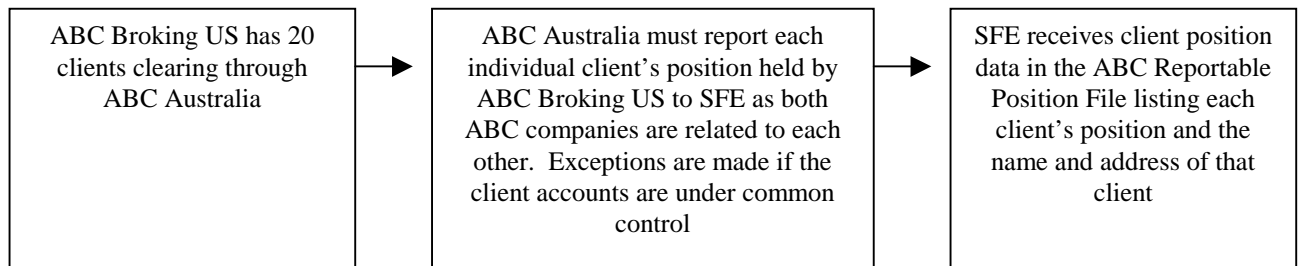 ABC Broking US has 20
clients clearing through
ABC Australia
ABC Australia must report each
individual client's position held by
ABC Broking US to SFE as both
ABC companies are related to each
other. Exceptions are made if the
client accounts are under common
control
SFE receives client position
data in the ABC Reportable
Position File listing each
client's position and the
name and address of that
client